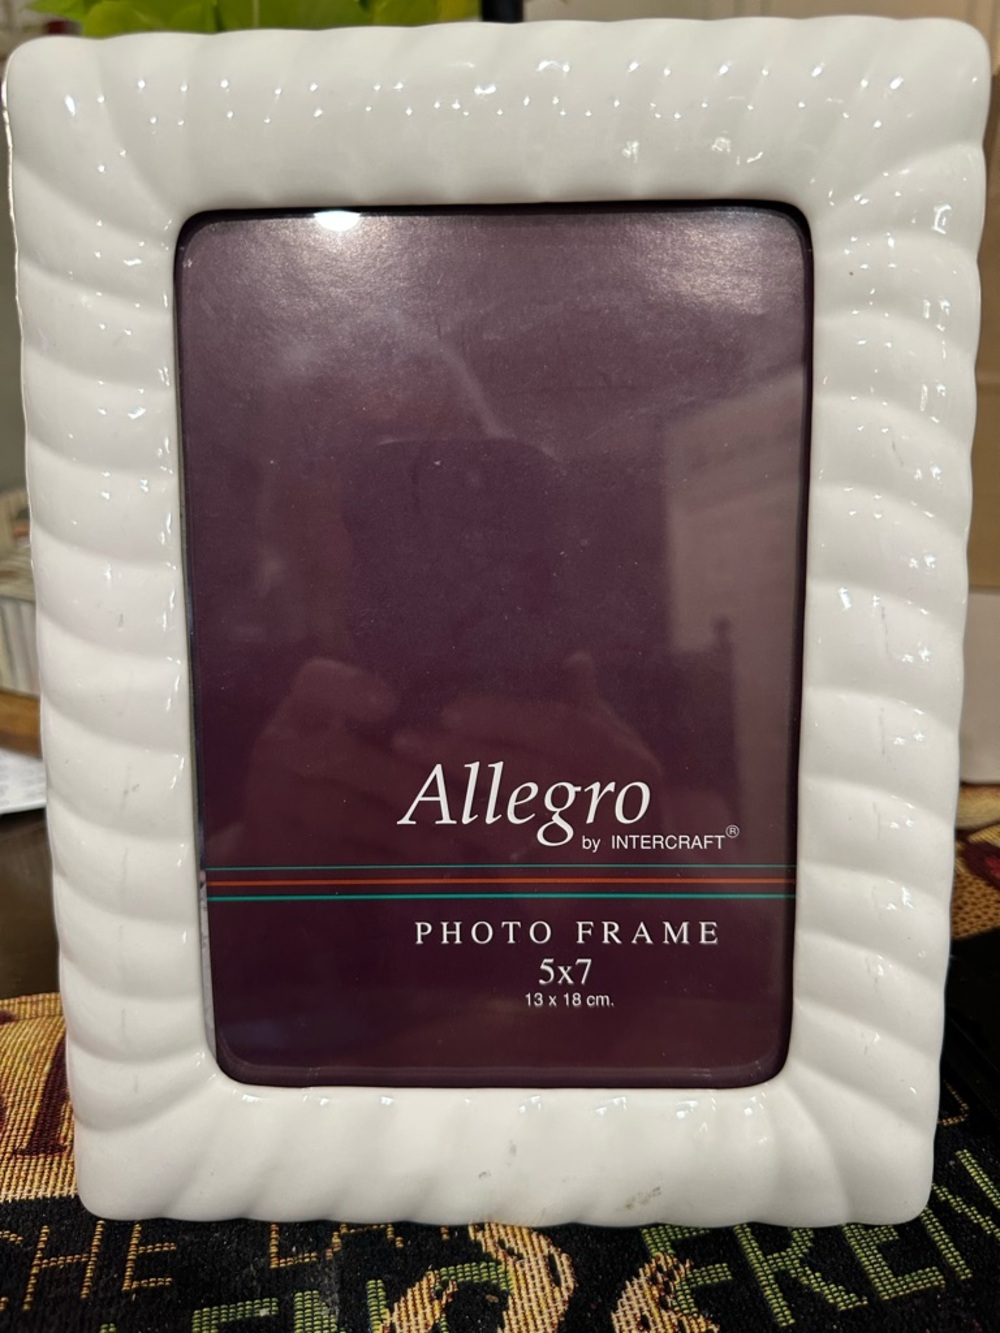 Allegro
by INTERCRAFT®
PHOTO FRAME
5x7
13 x 18 cm.